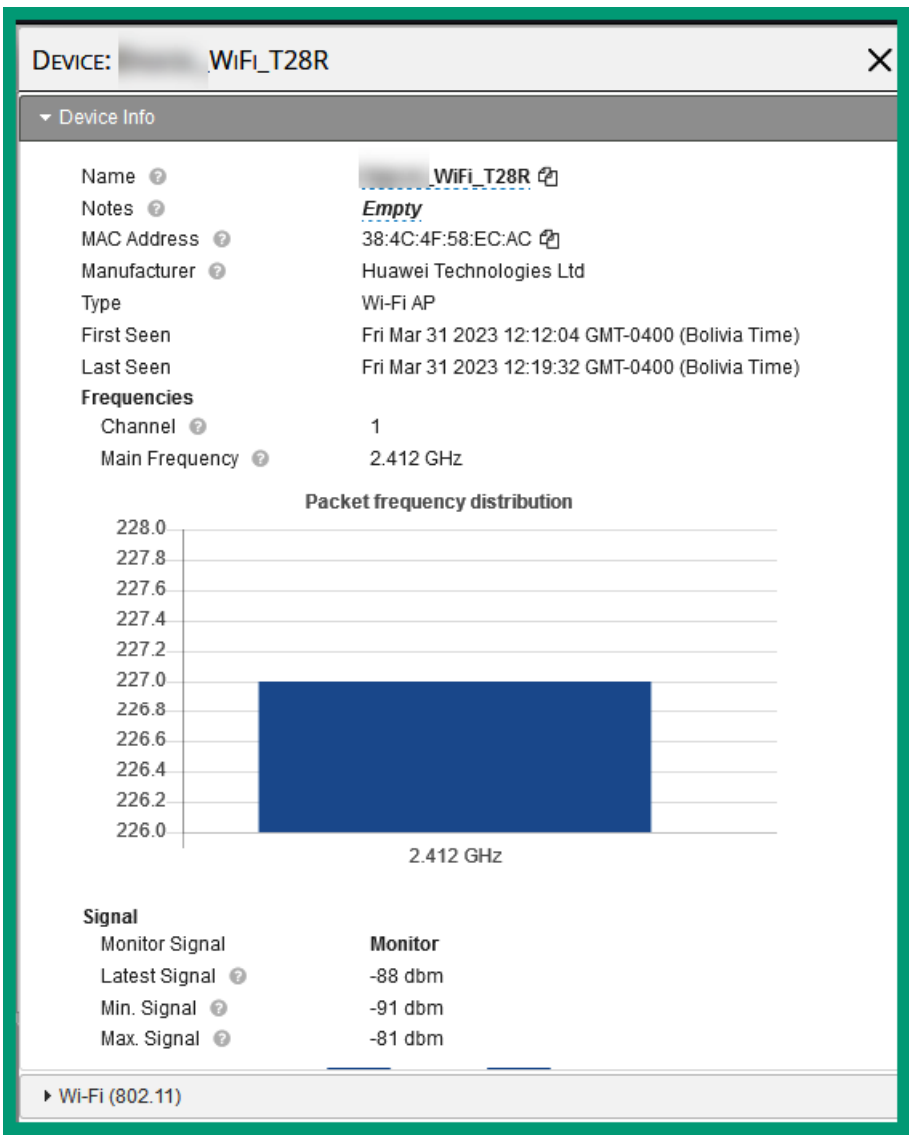 DEVICE: _WIFI_T28R
Device Info
Name _WiFi_T28R
Notes Empty
MAC Address 38:4C:4F:58:EC:AC
Manufacturer Huawei Technologies Ltd
Type Wi-Fi AP
First Seen Fri Mar 31 2023 12:12:04 GMT-0400 (Bolivia Time)
Last Seen Fri Mar 31 2023 12:19:32 GMT-0400 (Bolivia Time)
Frequencies
Channel 1
Main Frequency 2.412 GHz
Packet frequency distribution
228.0
227.8
227.6
227.4
227.2
227.0
226.8
226.6
226.4
226.2
226.0
2.412 GHz
Signal
Monitor Signal Monitor
Latest Signal -88 dbm
Min. Signal -91 dbm
Max. Signal -81 dbm
Wi-Fi (802.11)